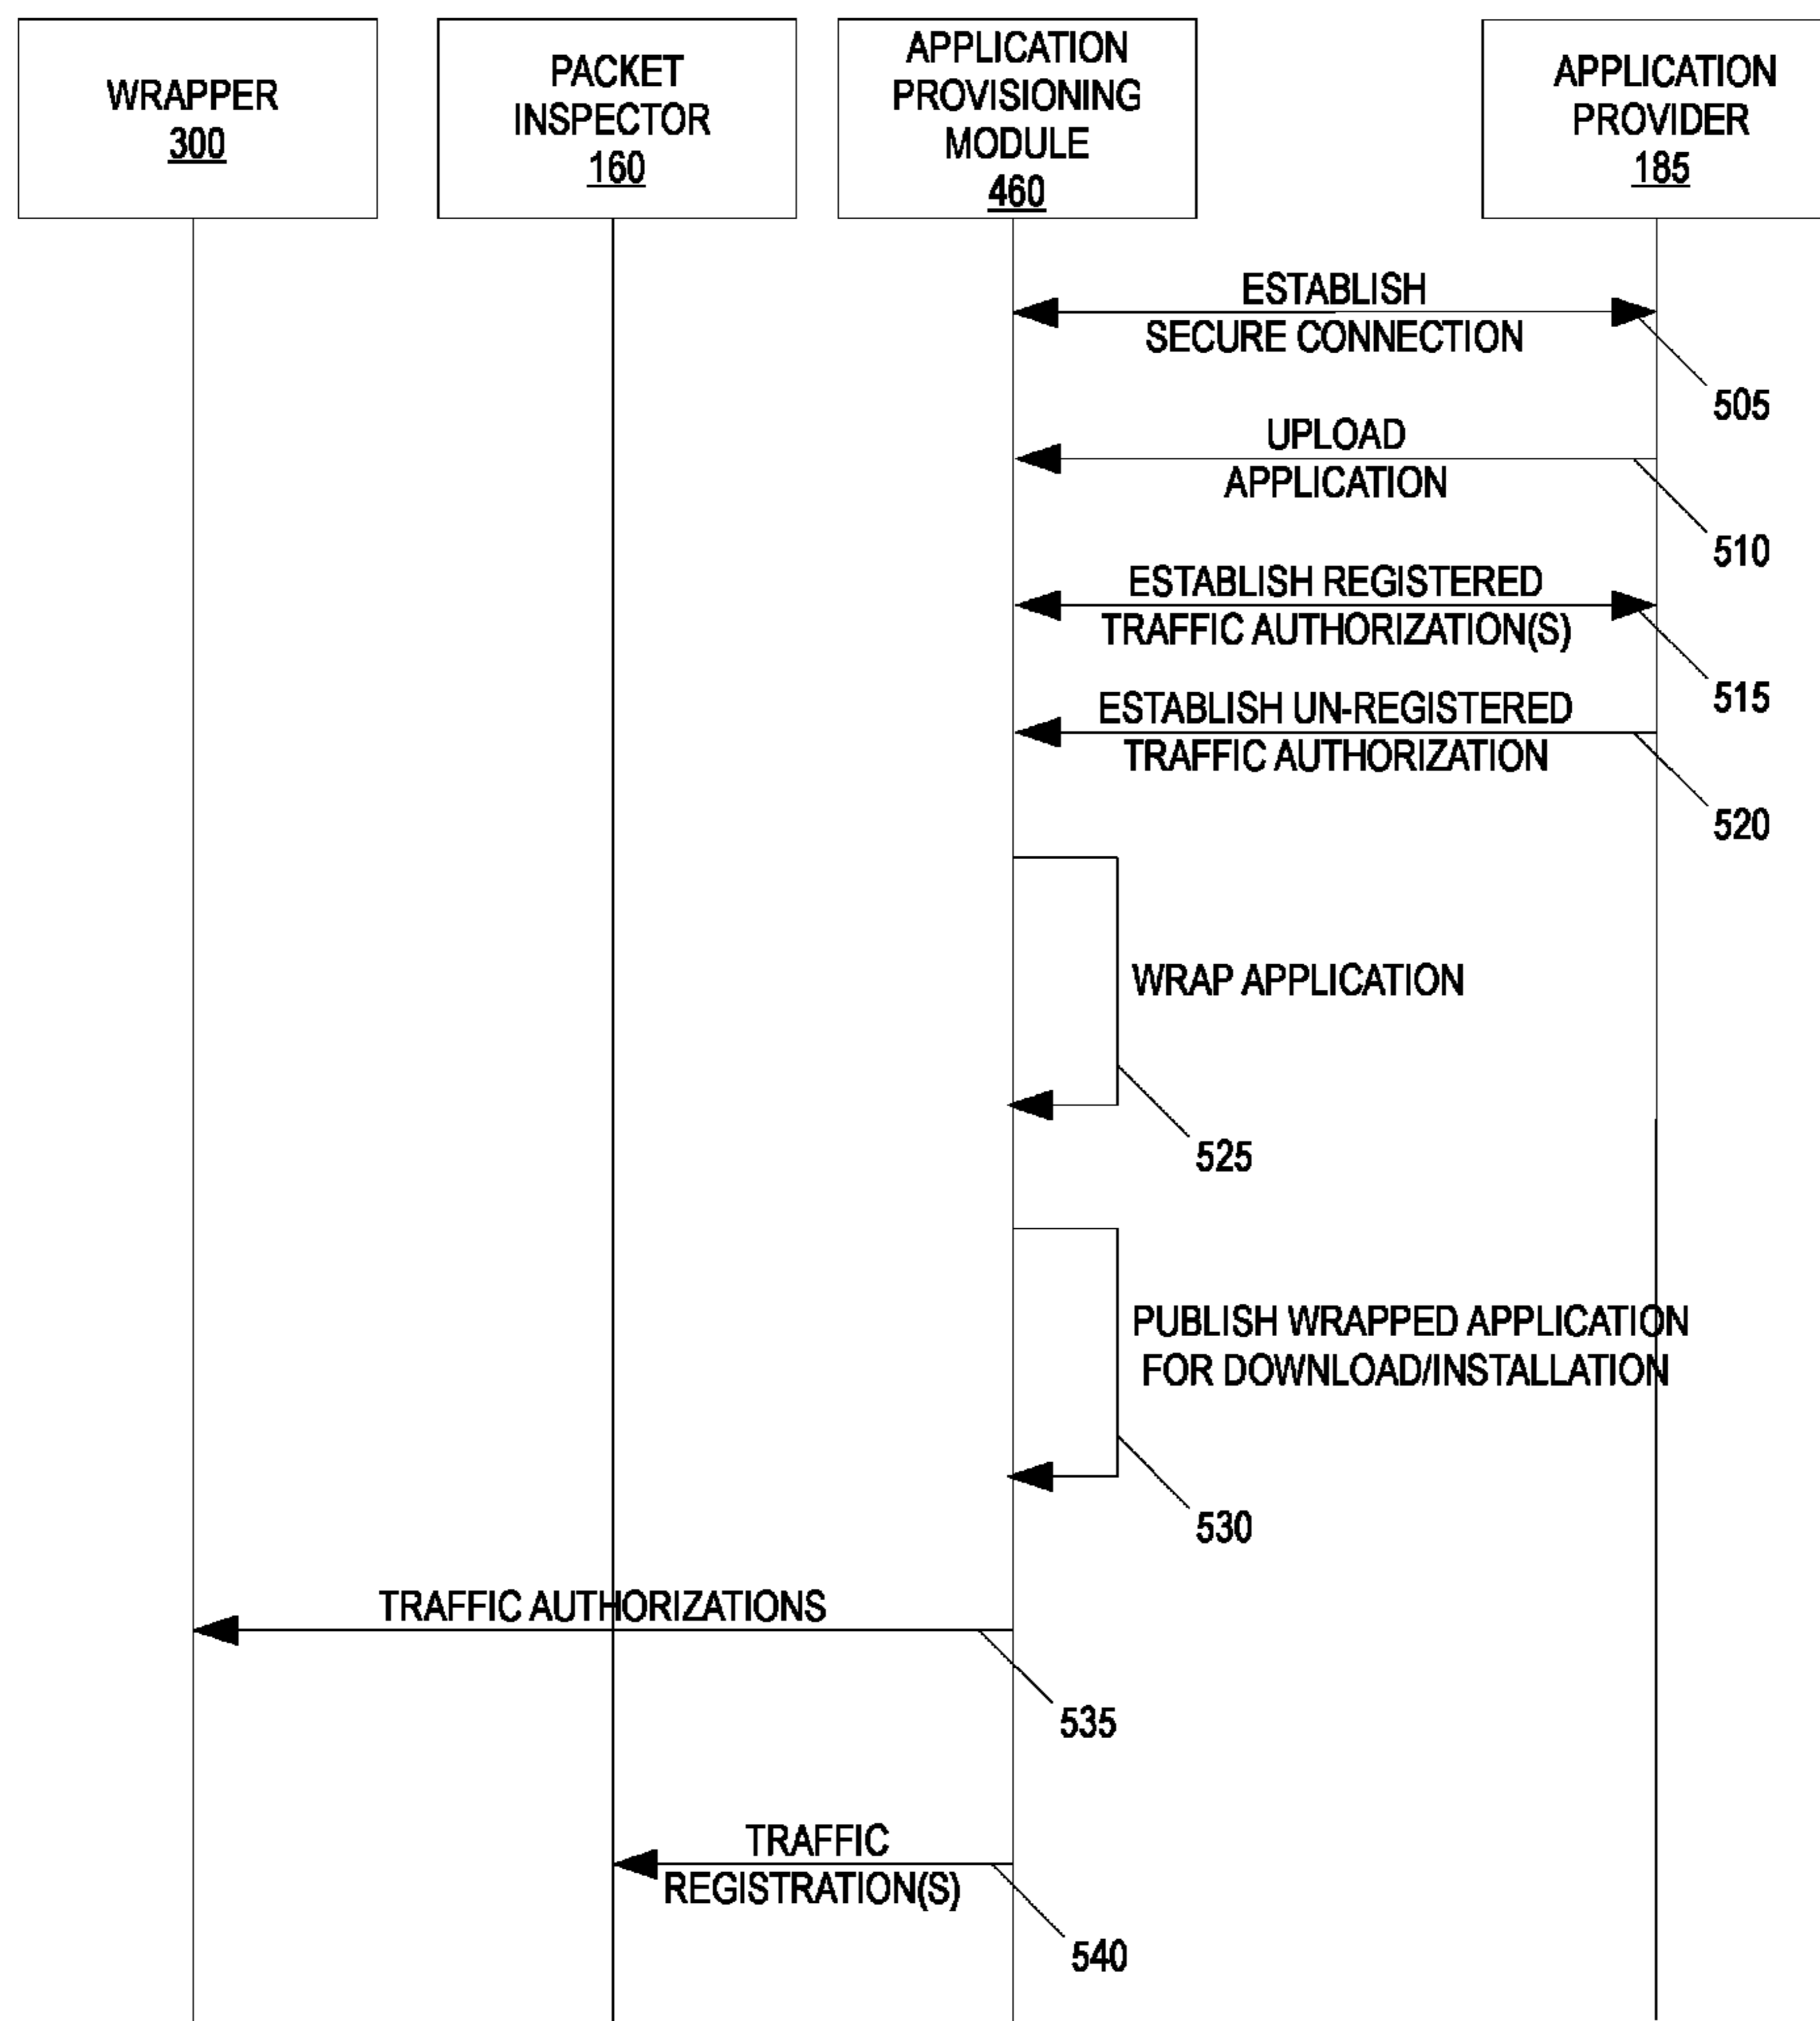 WRAPPER
300
PACKET
INSPECTOR
160
APPLICATION
PROVISIONING
MODULE
460
APPLICATION
PROVIDER
185
ESTABLISH
SECURE CONNECTION
505
UPLOAD
APPLICATION
510
ESTABLISH REGISTERED
TRAFFIC AUTHORIZATION(S)
515
ESTABLISH UN-REGISTERED
TRAFFIC AUTHORIZATION
520
WRAP APPLICATION
525
PUBLISH WRAPPED APPLICATION
FOR DOWNLOAD/INSTALLATION
530
TRAFFIC AUTHORIZATIONS
535
TRAFFIC
REGISTRATION(S)
540